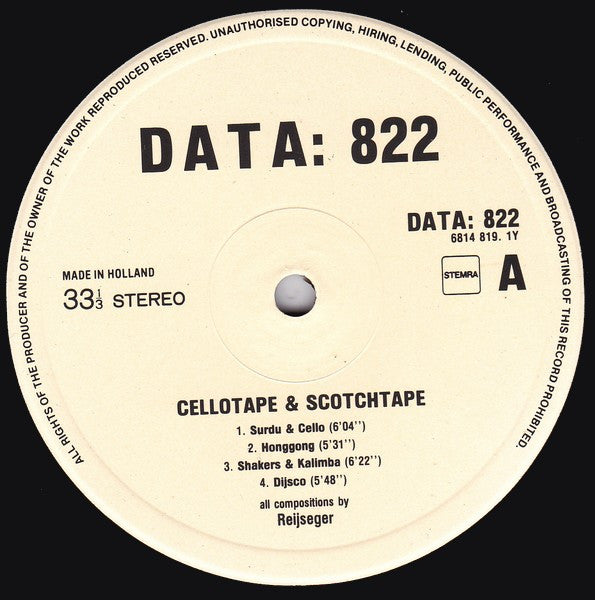 ALL RIGHTS OF THE PRODUCER AND OF THE OWNER OF THE WORK REPRODUCED RESERVED. UNAUTHORISED COPYING, HIRING, LENDING, PUBLIC PERFORMANCE AND BROADCASTING OF THIS RECORD PROHIBITED.
DATA: 822
DATA: 822
6814 819. 1Y
MADE IN HOLLAND
33⅓ STEREO
STEMRA
A
CELLOTAPE & SCOTCHTAPE
1. Surdu & Cello (6'04'')
2. Honggong (5'31'')
3. Shakers & Kalimba (6'22'')
4. Dijsco (5'48'')
all compositions by
Reijseger